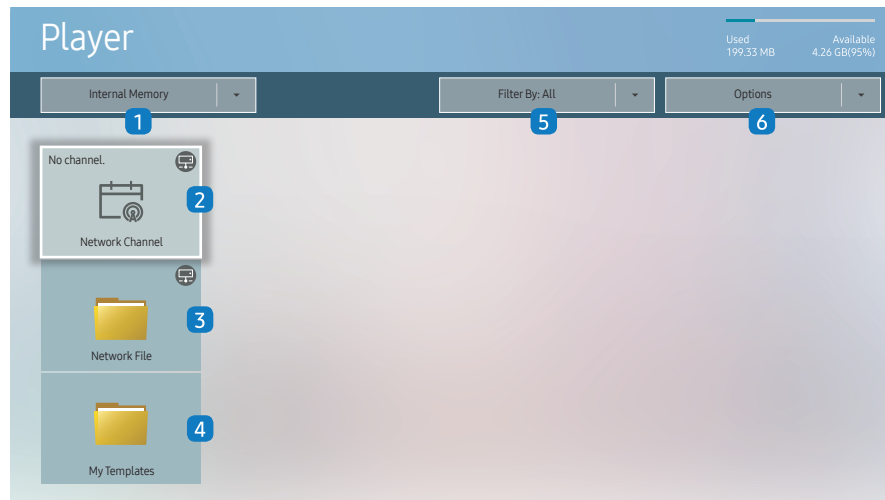 Player
Used Available
199.33 MB 4.26 GB(95%)
Internal Memory
Filter By: All
Options
1
5
6
No channel.
2
Network Channel
3
Network File
4
My Templates